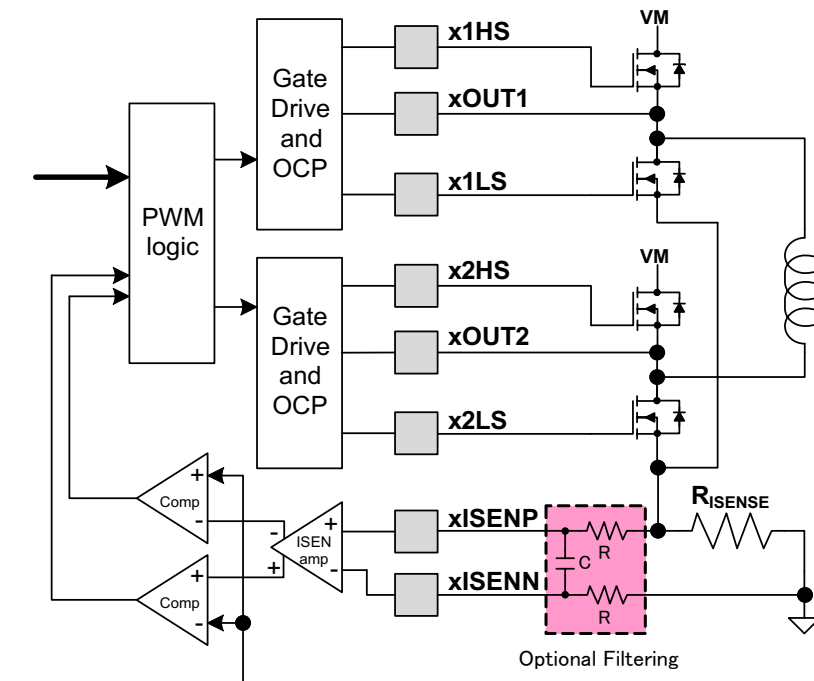 x1HS
VM
Gate
Drive
and
OCP
xOUT1
x1LS
PWM
logic
x2HS
VM
Gate
Drive
and
OCP
xOUT2
x2LS
+
Comp
-
-
+
ISEN
amp
+
-
xISENP
R
C
RISENSE
+
Comp
-
xISENN
R
Optional Filtering